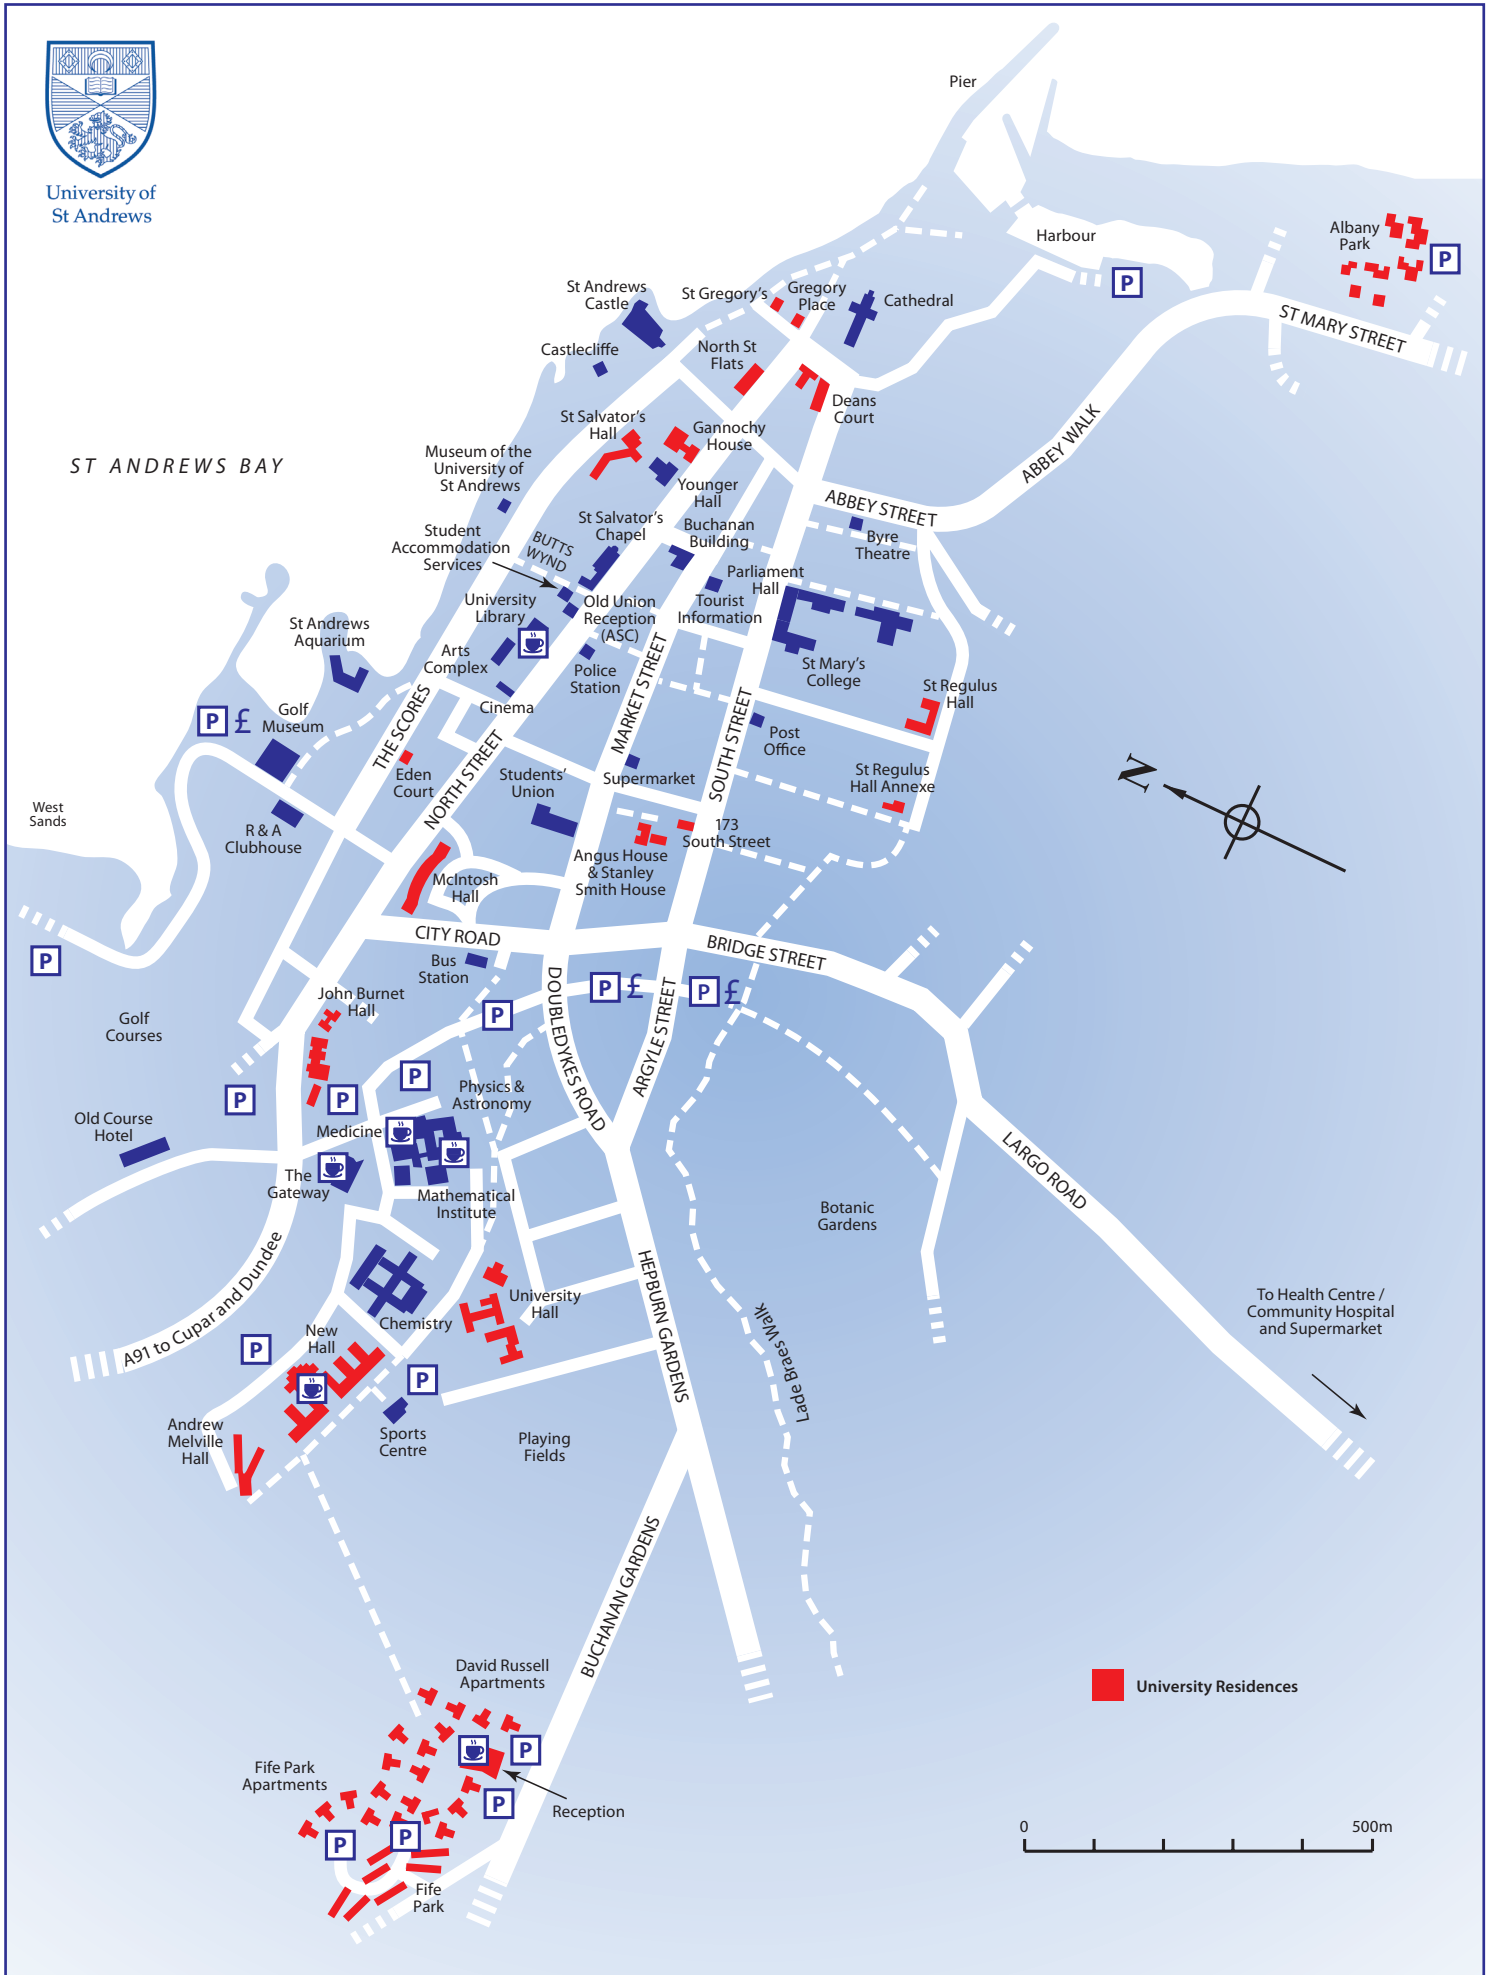 University of
St Andrews
Pier
Harbour
Albany
Park
P
P
ST MARY STREET
St Andrews
Castle
St Gregory's
Gregory
Place
Cathedral
Castlecliffe
North St
Flats
Deans
Court
St Salvator's
Hall
Gannochy
House
ABBEY WALK
ST ANDREWS BAY
Museum of the
University of
St Andrews
Younger
Hall
ABBEY STREET
Byre
Theatre
Student
Accommodation
Services
BUTTS
WYND
St Salvator's
Chapel
Buchanan
Building
Parliament
Hall
Tourist
Information
University
Library
Old Union
Reception
(ASC)
St Andrews
Aquarium
Arts
Complex
Police
Station
St Mary's
College
St Regulus
Hall
Cinema
MARKET STREET
SOUTH STREET
P £
Golf
Museum
THE SCORES
NORTH STREET
Post
Office
Eden
Court
Students'
Union
Supermarket
St Regulus
Hall Annexe
N
West
Sands
R & A
Clubhouse
173
South Street
Angus House
& Stanley
Smith House
McIntosh
Hall
CITY ROAD
BRIDGE STREET
P
Bus
Station
P £
P £
John Burnet
Hall
P
DOUBLEDYKES ROAD
ARGYLE STREET
Golf
Courses
P
P
P
Physics &
Astronomy
Old Course
Hotel
Medicine
The
Gateway
Mathematical
Institute
LARGO ROAD
Botanic
Gardens
A91 to Cupar and Dundee
HEPBURN GARDENS
University
Hall
Chemistry
New
Hall
P
P
Lade Braes Walk
To Health Centre /
Community Hospital
and Supermarket
Andrew
Melville
Hall
Sports
Centre
Playing
Fields
BUCHANAN GARDENS
David Russell
Apartments
University Residences
P
Fife Park
Apartments
P
Reception
P
P
Fife
Park
0 500m